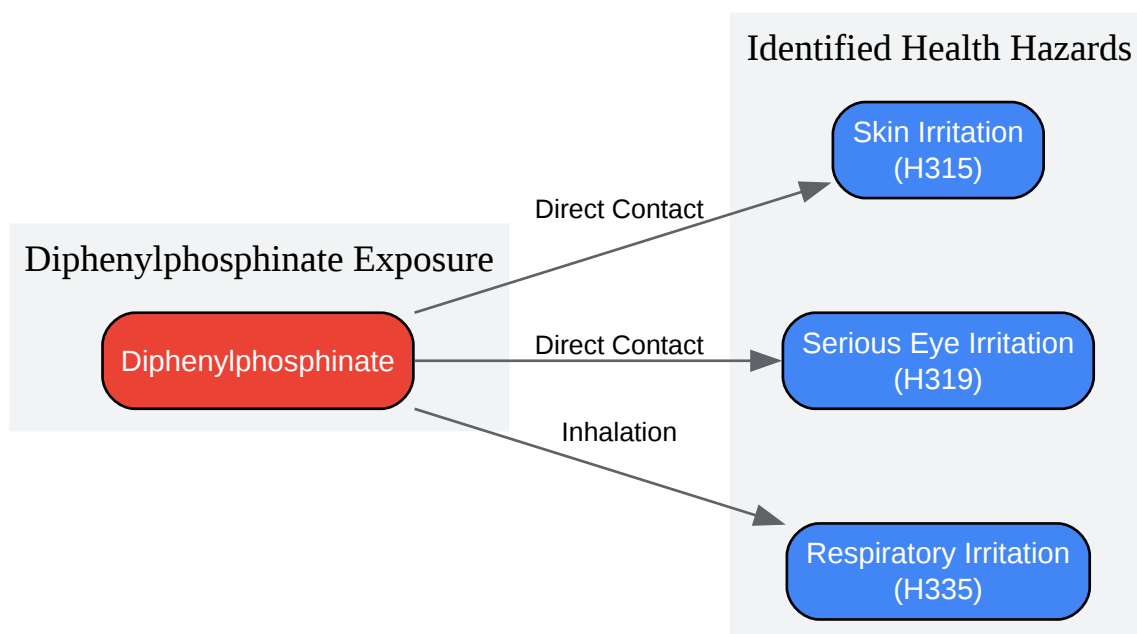 Identified Health Hazards
Skin Irritation
(H315)
Direct Contact
Diphenylphosphinate Exposure
Diphenylphosphinate
Direct Contact
Serious Eye Irritation
(H319)
Inhalation
Respiratory Irritation
(H335)